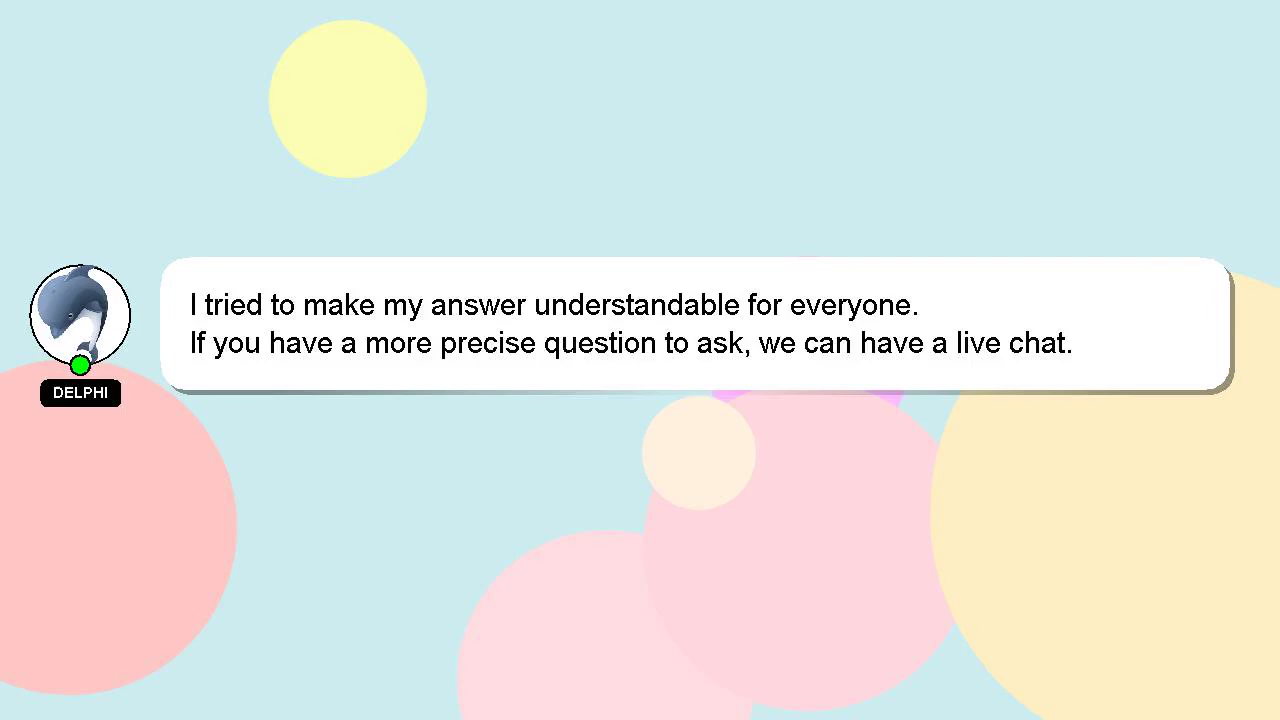 I tried to make my answer understandable for everyone.
If you have a more precise question to ask, we can have a live chat.
DELPHI